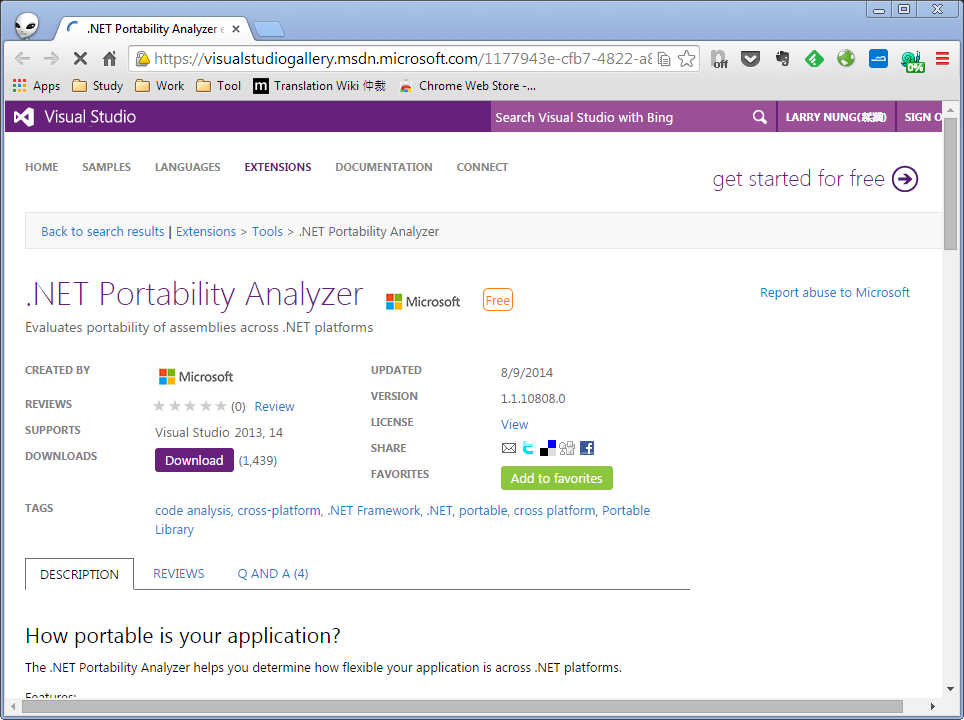 .NET Portability Analyzer e
https://visualstudiogallery.msdn.microsoft.com/1177943e-cfb7-4822-a8
off
0%
Apps Study Work Tool m Translation Wiki 仲裁 Chrome Web Store -...
Visual Studio
Search Visual Studio with Bing
LARRY NUNG( SIGN O
HOME SAMPLES LANGUAGES EXTENSIONS DOCUMENTATION CONNECT
get started for free
Back to search results | Extensions > Tools > .NET Portability Analyzer
.NET Portability Analyzer Microsoft Free
Report abuse to Microsoft
Evaluates portability of assemblies across .NET platforms
CREATED BY Microsoft
REVIEWS (0) Review
SUPPORTS Visual Studio 2013, 14
DOWNLOADS Download (1,439)
UPDATED 8/9/2014
VERSION 1.1.10808.0
LICENSE View
SHARE
FAVORITES Add to favorites
TAGS code analysis, cross-platform, .NET Framework, .NET, portable, cross platform, Portable
Library
DESCRIPTION REVIEWS Q AND A (4)
How portable is your application?
The .NET Portability Analyzer helps you determine how flexible your application is across .NET platforms.
Features: